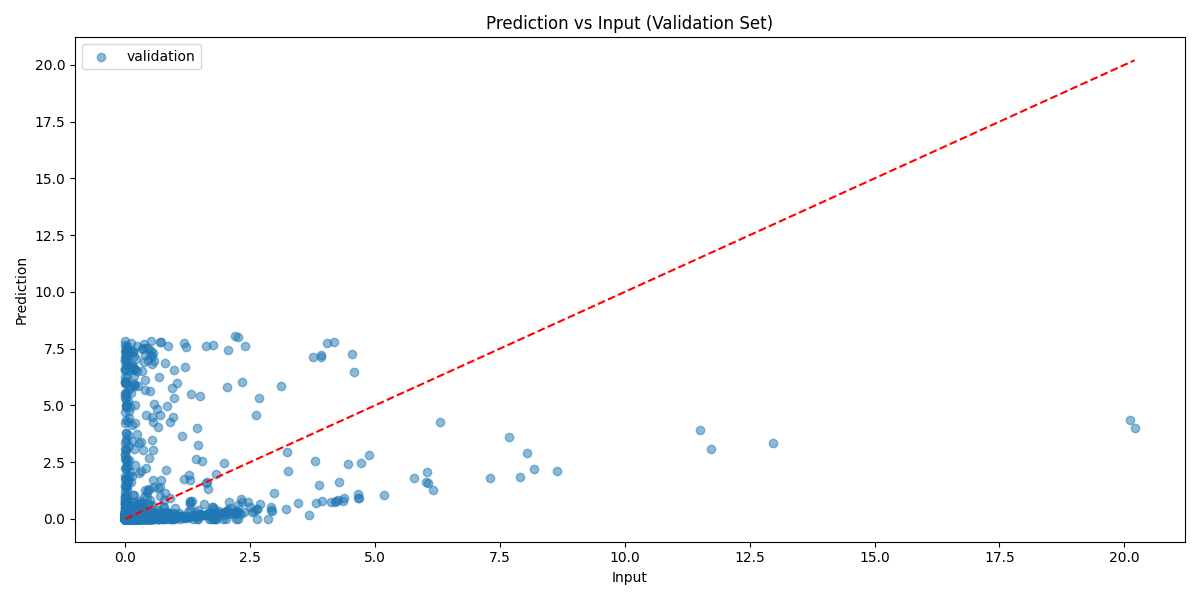 Prediction vs Input (Validation Set)
validation
20.0
17.5
15.0
12.5
10.0
7.5
5.0
2.5
0.0
Prediction
0.0 2.5 5.0 7.5 10.0 12.5 15.0 17.5 20.0
Input